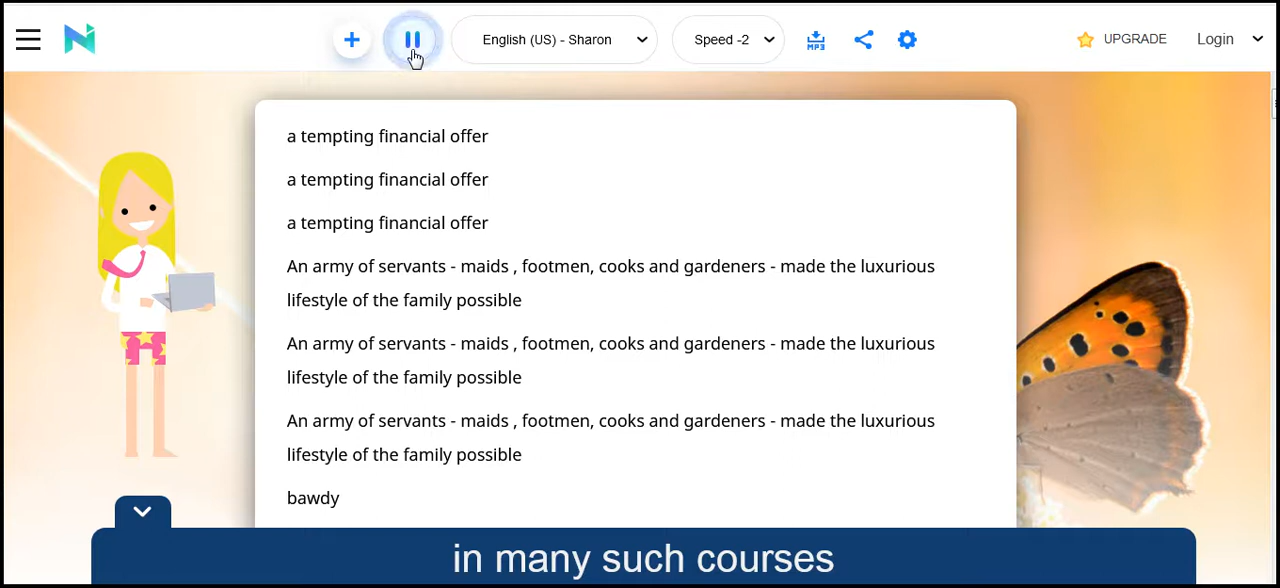 English (US) - Sharon
Speed -2
MP3
UPGRADE
Login
a tempting financial offer
a tempting financial offer
a tempting financial offer
An army of servants - maids , footmen, cooks and gardeners - made the luxurious
lifestyle of the family possible
An army of servants - maids , footmen, cooks and gardeners - made the luxurious
lifestyle of the family possible
An army of servants - maids , footmen, cooks and gardeners - made the luxurious
lifestyle of the family possible
bawdy
in many such courses